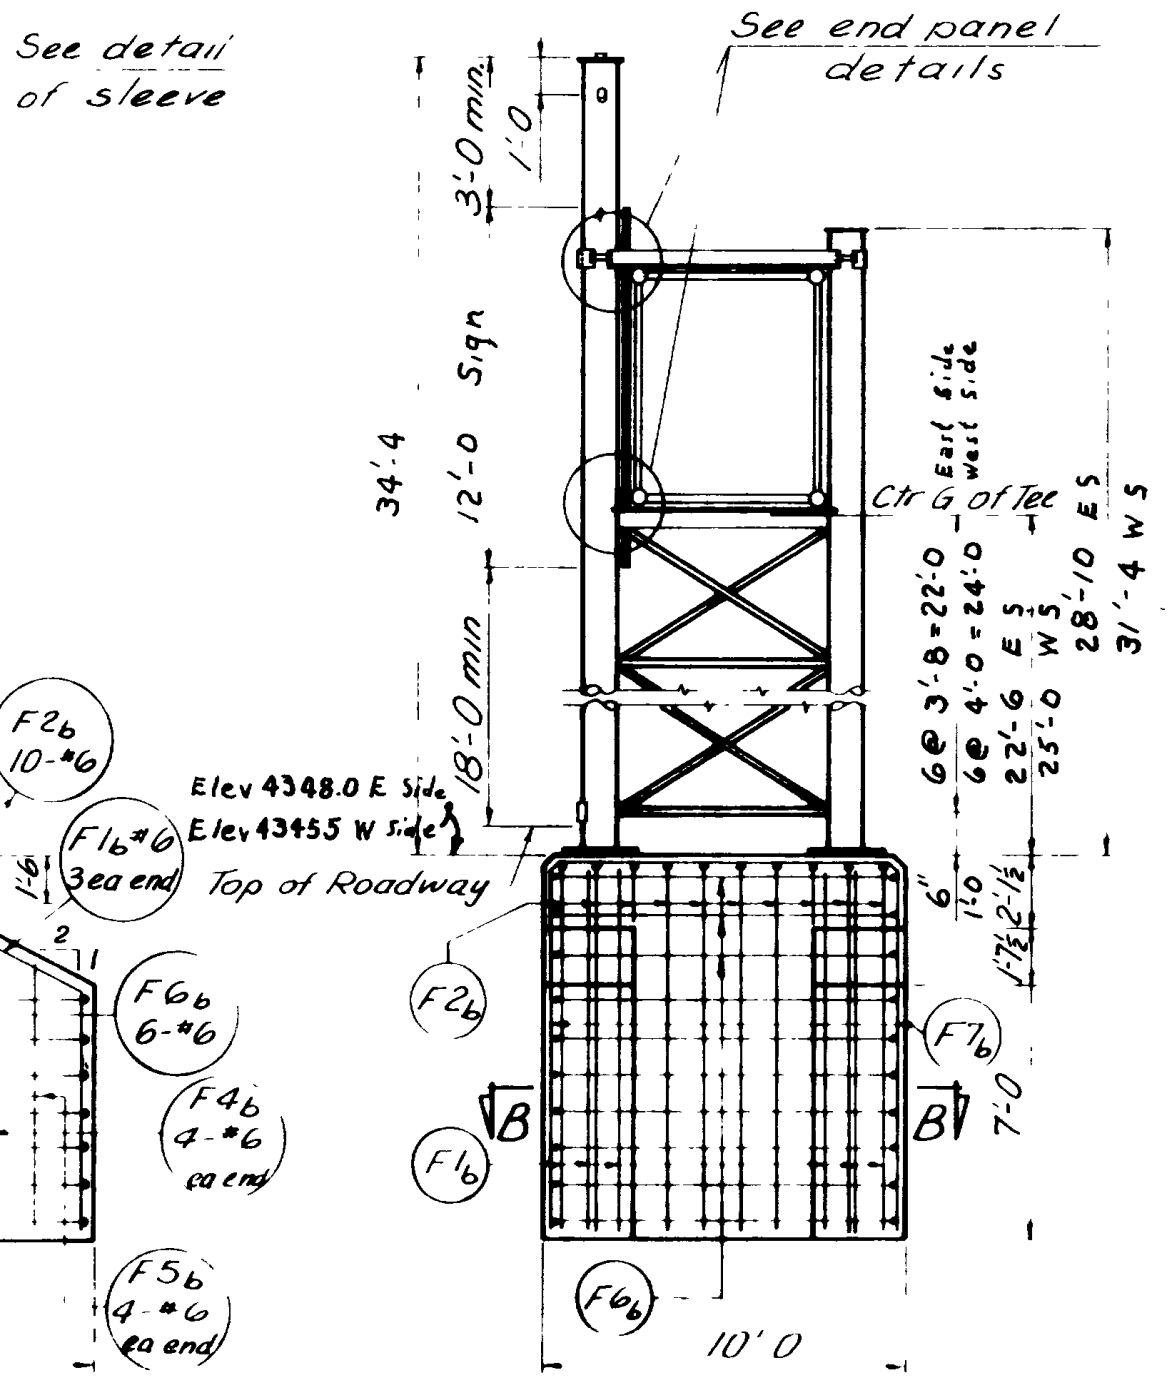 See detail
of sleeve
See end panel
details
3'-0 min.
1'-0
34'-4
12'-0 Sign
18'-0 min
East Side
West Side
Ctr G of Tee
6@ 3'-8=22'-0
6@ 4'-0=24'-0
22'-6 E S
25'-0 W S
28'-10 E S
31'-4 W S
F2b
10-#6
Elev 4348.0 E Side
Elev 43455 W Side
Top of Roadway
F1b #6
3 ea end
1'-6
2
1
6"
1'-0
2'-1½
1'-7½
F6b
6-#6
F2b
F7b
F4b
4-#6
ea end
B
B
F1b
7'-0
F5b
4-#6
ea end
F6b
10'0